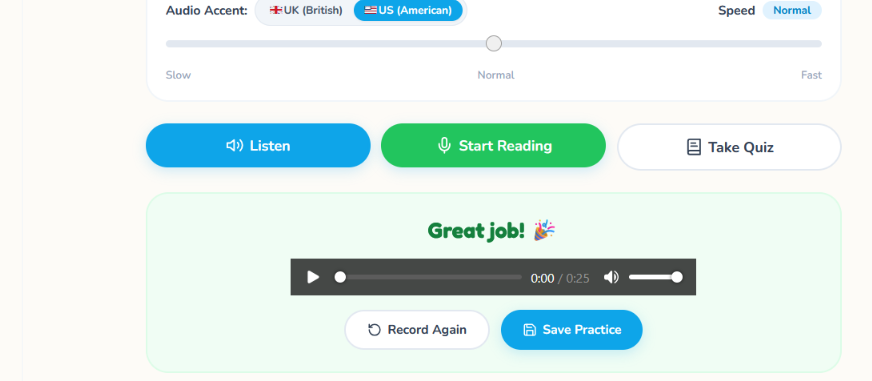 Audio Accent: UK (British) US (American) Speed Normal
Slow Normal Fast
Listen Start Reading Take Quiz
Great job! 🎉
0:00 / 0:25
Record Again Save Practice